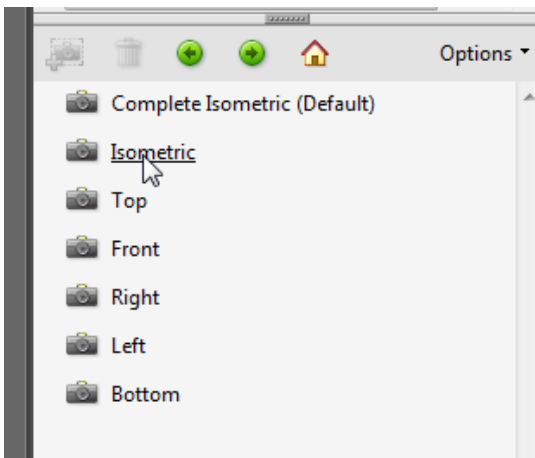 Options
Complete Isometric (Default)
Isometric
Top
Front
Right
Left
Bottom